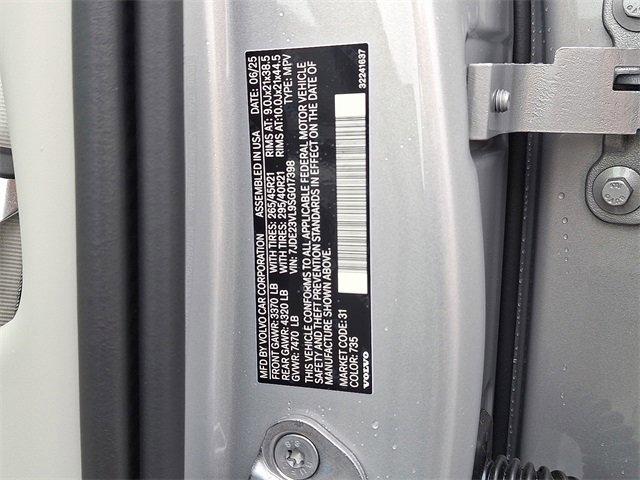 MFD BY VOLVO CAR CORPORATION ASSEMBLED IN USA DATE: 06/25
FRONT GAWR: 3370 LB WITH TIRES: 265/45R21 RIMS AT: 9.0Jx21x38.5
REAR GAWR: 4320 LB WITH TIRES: 295/40R21 RIMS AT: 10.0Jx21x44.5
GVWR: 7470 LB VIN: 7JDE23VL9SG017398 TYPE: MPV
THIS VEHICLE CONFORMS TO ALL APPLICABLE FEDERAL MOTOR VEHICLE
SAFETY AND THEFT PREVENTION STANDARDS IN EFFECT ON THE DATE OF
MANUFACTURE SHOWN ABOVE.
MARKET CODE: 31
COLOR: 735
VOLVO 32241637